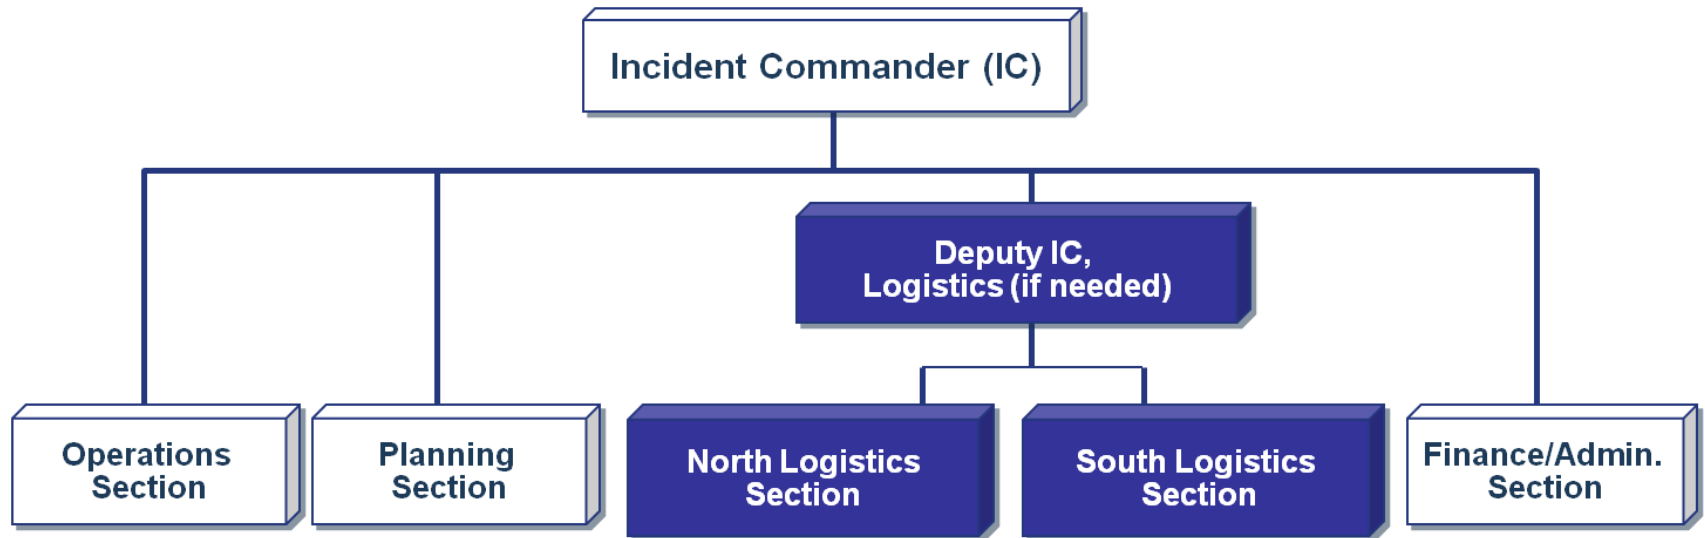 Incident Commander (IC)
Deputy IC,
Logistics (if needed)
Operations
Section
Planning
Section
North Logistics
Section
South Logistics
Section
Finance/Admin.
Section